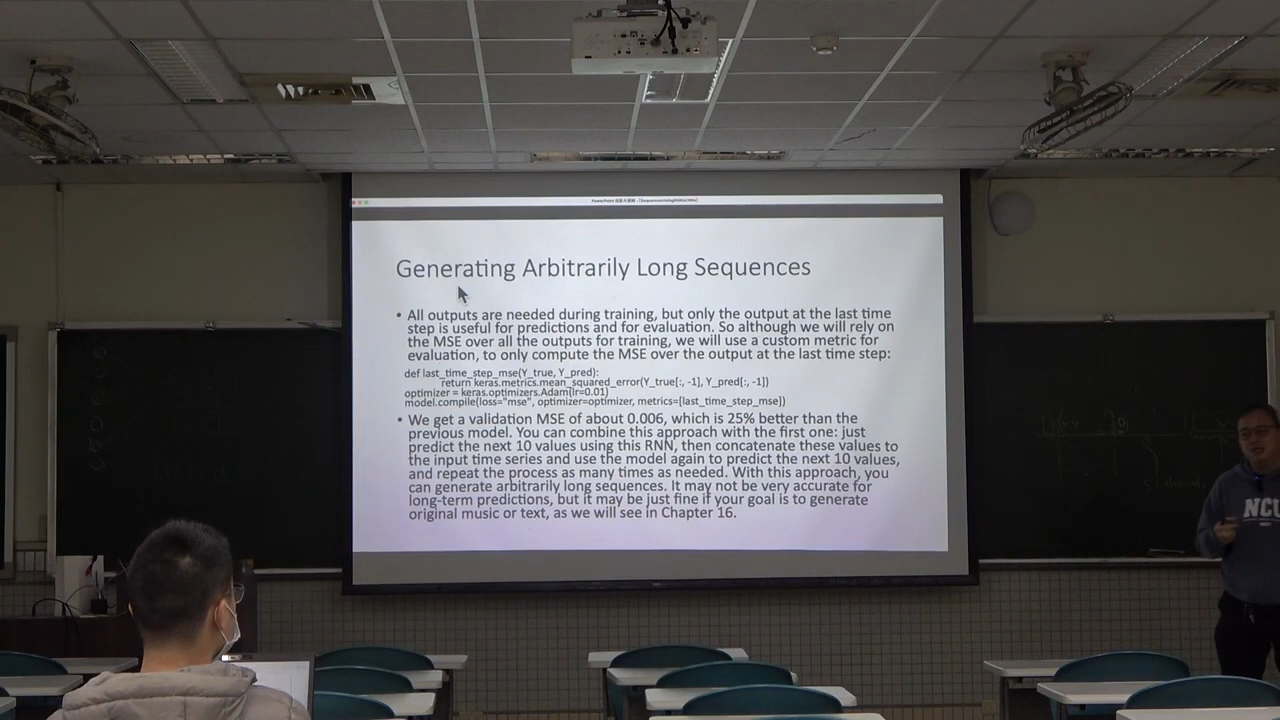 Generating Arbitrarily Long Sequences
• All outputs are needed during training, but only the output at the last time
step is useful for predictions and for evaluation. So although we will rely on
the MSE over all the outputs for training, we will use a custom metric for
evaluation, to only compute the MSE over the output at the last time step:
def last_time_step_mse(Y_true, Y_pred):
return keras.metrics.mean_squared_error(Y_true[:, -1], Y_pred[:, -1])
optimizer = keras.optimizers.Adam(lr=0.01)
model.compile(loss="mse", optimizer=optimizer, metrics=[last_time_step_mse])
• We get a validation MSE of about 0.006, which is 25% better than the
previous model. You can combine this approach with the first one: just
predict the next 10 values using this RNN, then concatenate these values to
the input time series and use the model again to predict the next 10 values,
and repeat the process as many times as needed. With this approach, you
can generate arbitrarily long sequences. It may not be very accurate for
long-term predictions, but it may be just fine if your goal is to generate
original music or text, as we will see in Chapter 16.
NCU